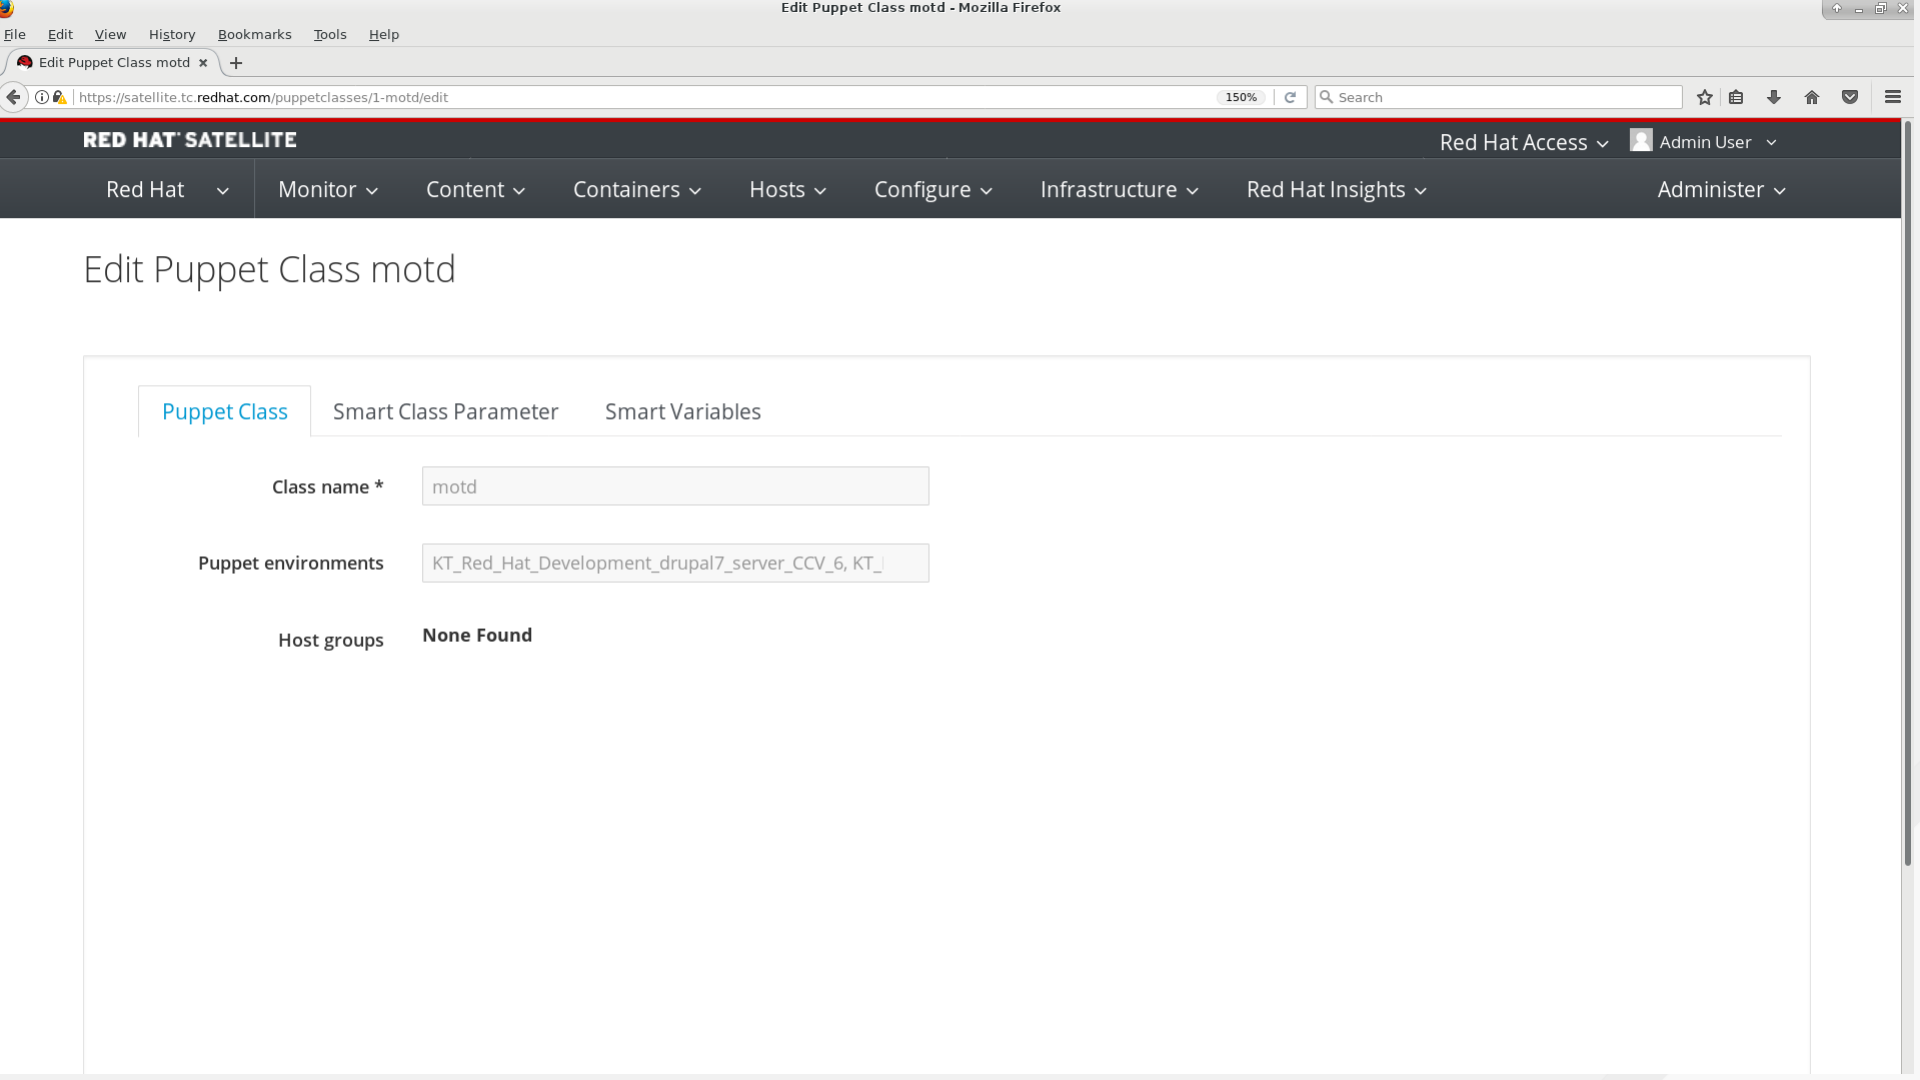 Edit Puppet Class motd - Mozilla Firefox
File Edit View History Bookmarks Tools Help
Edit Puppet Class motd
https://satellite.tc.redhat.com/puppetclasses/1-motd/edit 150% Search
RED HAT SATELLITE Red Hat Access Admin User
Red Hat Monitor Content Containers Hosts Configure Infrastructure Red Hat Insights Administer
Edit Puppet Class motd
Puppet Class Smart Class Parameter Smart Variables
Class name * motd
Puppet environments KT_Red_Hat_Development_drupal7_server_CCV_6, KT_
Host groups None Found